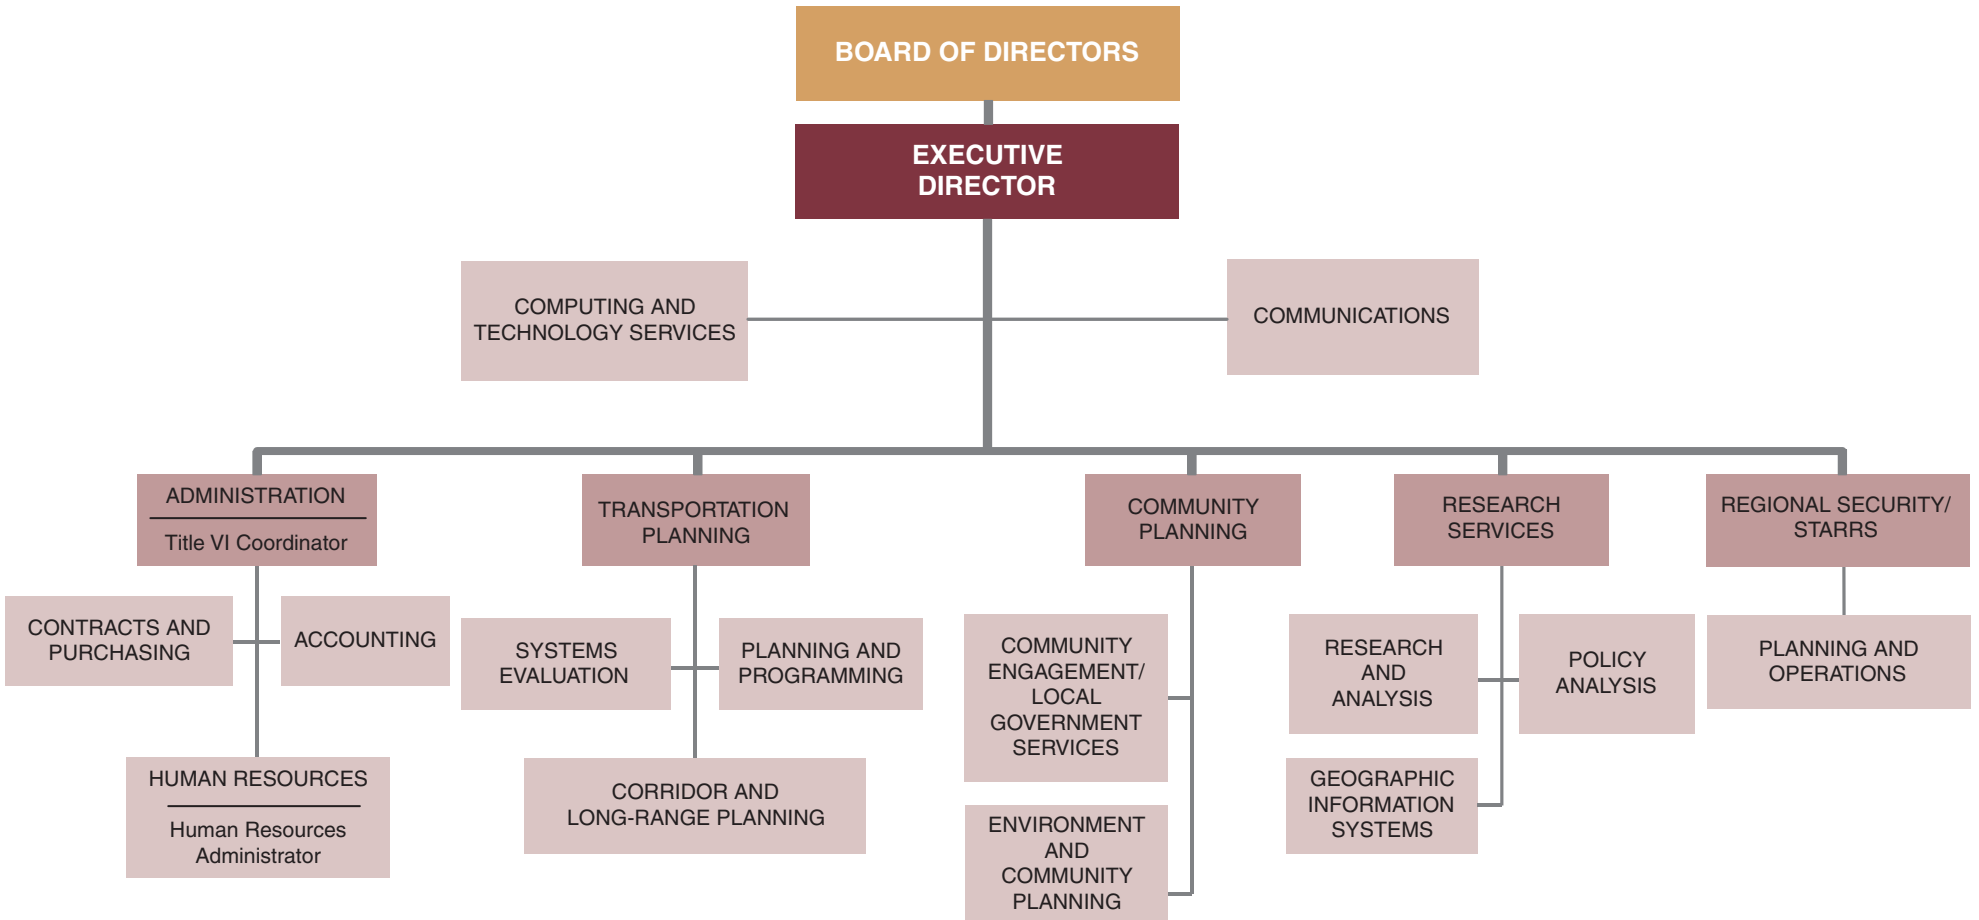 BOARD OF DIRECTORS
EXECUTIVE
DIRECTOR
COMPUTING AND
TECHNOLOGY SERVICES
COMMUNICATIONS
ADMINISTRATION
Title VI Coordinator
TRANSPORTATION
PLANNING
COMMUNITY
PLANNING
RESEARCH
SERVICES
REGIONAL SECURITY/
STARRS
CONTRACTS AND
PURCHASING
ACCOUNTING
HUMAN RESOURCES
Human Resources
Administrator
SYSTEMS
EVALUATION
PLANNING AND
PROGRAMMING
CORRIDOR AND
LONG-RANGE PLANNING
COMMUNITY
ENGAGEMENT/
LOCAL
GOVERNMENT
SERVICES
ENVIRONMENT
AND
COMMUNITY
PLANNING
RESEARCH
AND
ANALYSIS
POLICY
ANALYSIS
GEOGRAPHIC
INFORMATION
SYSTEMS
PLANNING AND
OPERATIONS